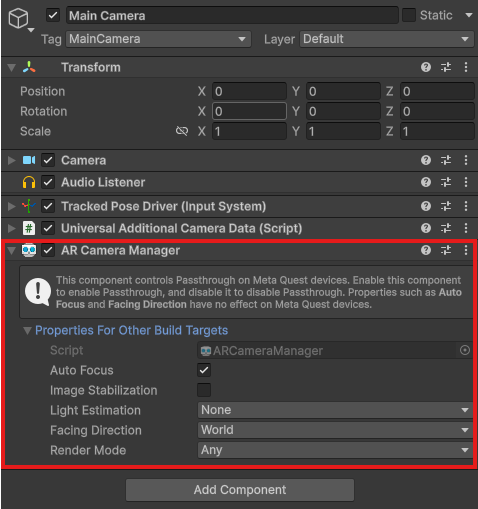 Main Camera Static
Tag MainCamera Layer Default
Transform
Position X 0 Y 0 Z 0
Rotation X 0 Y 0 Z 0
Scale X 1 Y 1 Z 1
Camera
Audio Listener
Tracked Pose Driver (Input System)
# Universal Additional Camera Data (Script)
AR Camera Manager
This component controls Passthrough on Meta Quest devices. Enable this component
to enable Passthrough, and disable it to disable Passthrough. Properties such as Auto
Focus and Facing Direction have no effect on Meta Quest devices.
Properties For Other Build Targets
Script ARCameraManager
Auto Focus
Image Stabilization
Light Estimation None
Facing Direction World
Render Mode Any
Add Component